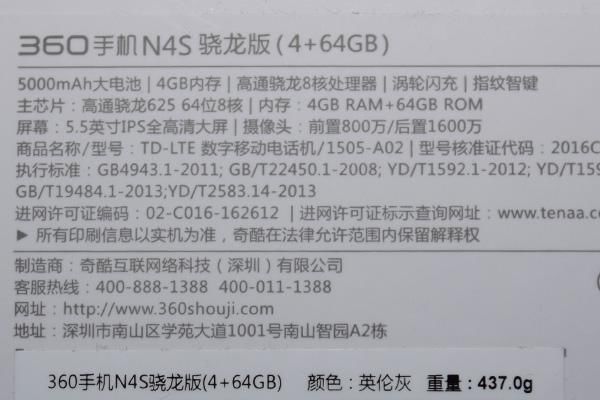 360手机N4S 骁龙版(4+64GB)
5000mAh大电池 | 4GB内存 | 高通骁龙8核处理器 | 涡轮闪充 | 指纹智键
主芯片：高通骁龙625 64位8核 | 内存：4GB RAM+64GB ROM
屏幕：5.5英寸IPS全高清大屏 | 摄像头：前置800万/后置1600万
商品名称/型号：TD-LTE 数字移动电话机/1505-A02 | 型号核准证代码：2016C
执行标准：GB4943.1-2011; GB/T22450.1-2008; YD/T1592.1-2012; YD/T159
GB/T19484.1-2013;YD/T2583.14-2013
进网许可证编码：02-C016-162612 | 进网许可证标示查询网址：www.tenaa.
▶ 所有印刷信息以实机为准，奇酷在法律允许范围内保留解释权
制造商：奇酷互联网络科技（深圳）有限公司
客服热线：400-888-1388 400-011-1388
网址：http://www.360shouji.com
地址：深圳市南山区学苑大道1001号南山智园A2栋
360手机N4S骁龙版(4+64GB) 颜色：英伦灰 重量：437.0g